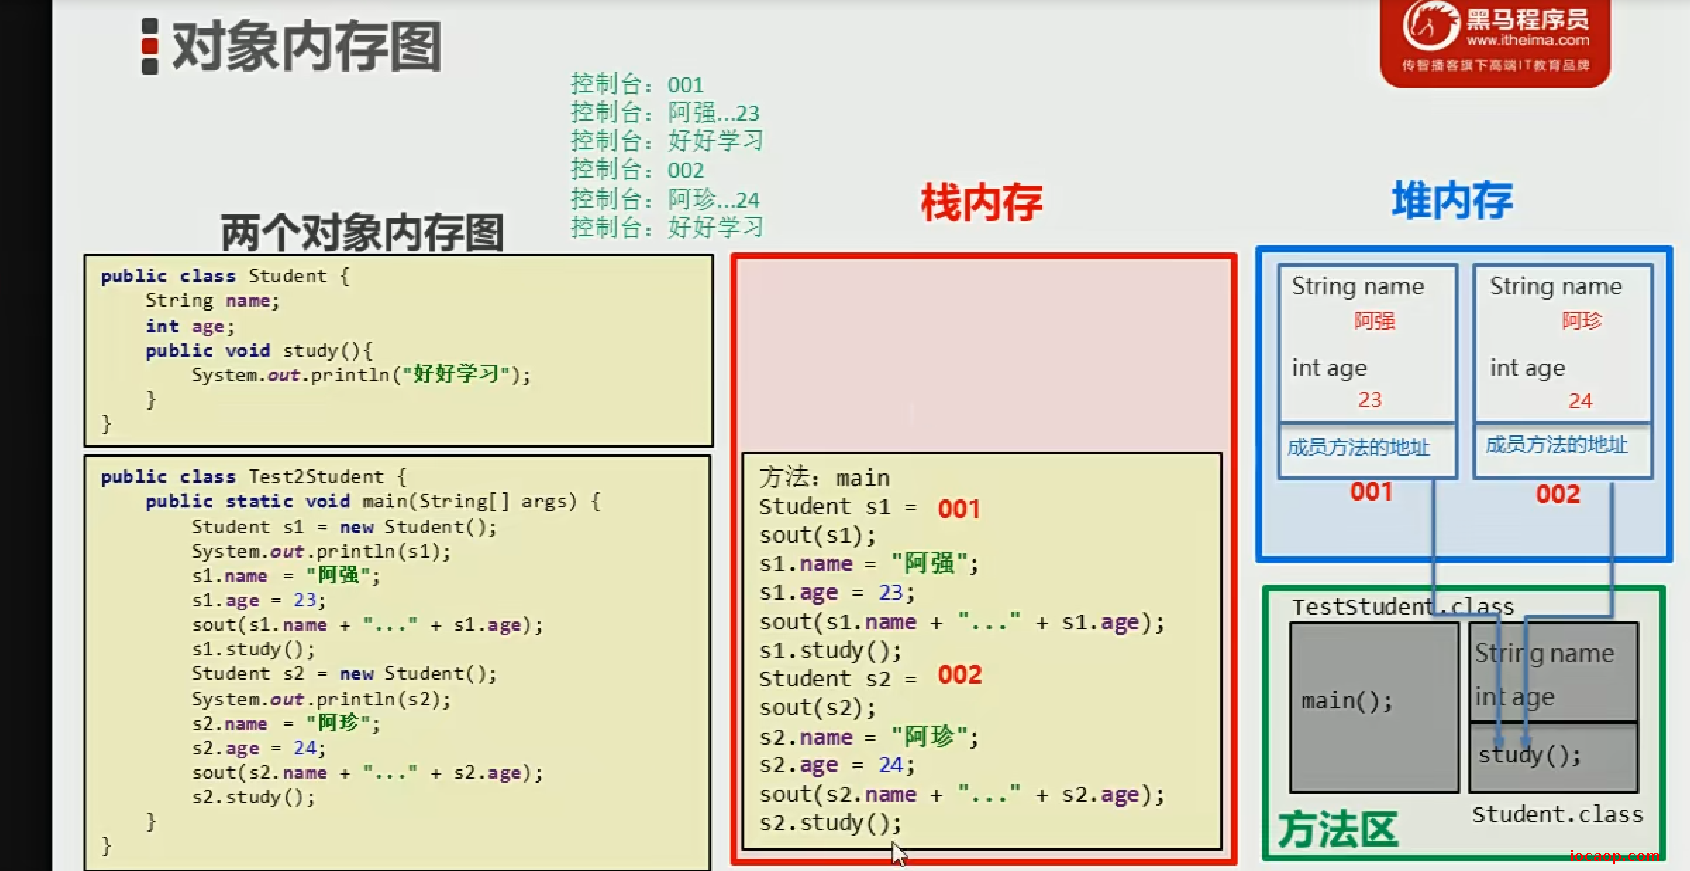 对象内存图
黑马程序员
www.itheima.com
传智播客旗下高端IT教育品牌
控制台：001
控制台：阿强...23
控制台：好好学习
控制台：002
控制台：阿珍...24
控制台：好好学习
两个对象内存图
public class Student {
String name;
int age;
public void study(){
System.out.println("好好学习");
}
}
public class Test2Student {
public static void main(String[] args) {
Student s1 = new Student();
System.out.println(s1);
s1.name = "阿强";
s1.age = 23;
sout(s1.name + "..." + s1.age);
s1.study();
Student s2 = new Student();
System.out.println(s2);
s2.name = "阿珍";
s2.age = 24;
sout(s2.name + "..." + s2.age);
s2.study();
}
}
栈内存
方法：main
Student s1 = 001
sout(s1);
s1.name = "阿强";
s1.age = 23;
sout(s1.name + "..." + s1.age);
s1.study();
Student s2 = 002
sout(s2);
s2.name = "阿珍";
s2.age = 24;
sout(s2.name + "..." + s2.age);
s2.study();
堆内存
String name
阿强
int age
23
成员方法的地址
001
String name
阿珍
int age
24
成员方法的地址
002
TestStudent.class
main();
String name
int age
study();
Student.class
方法区
iocaop.com